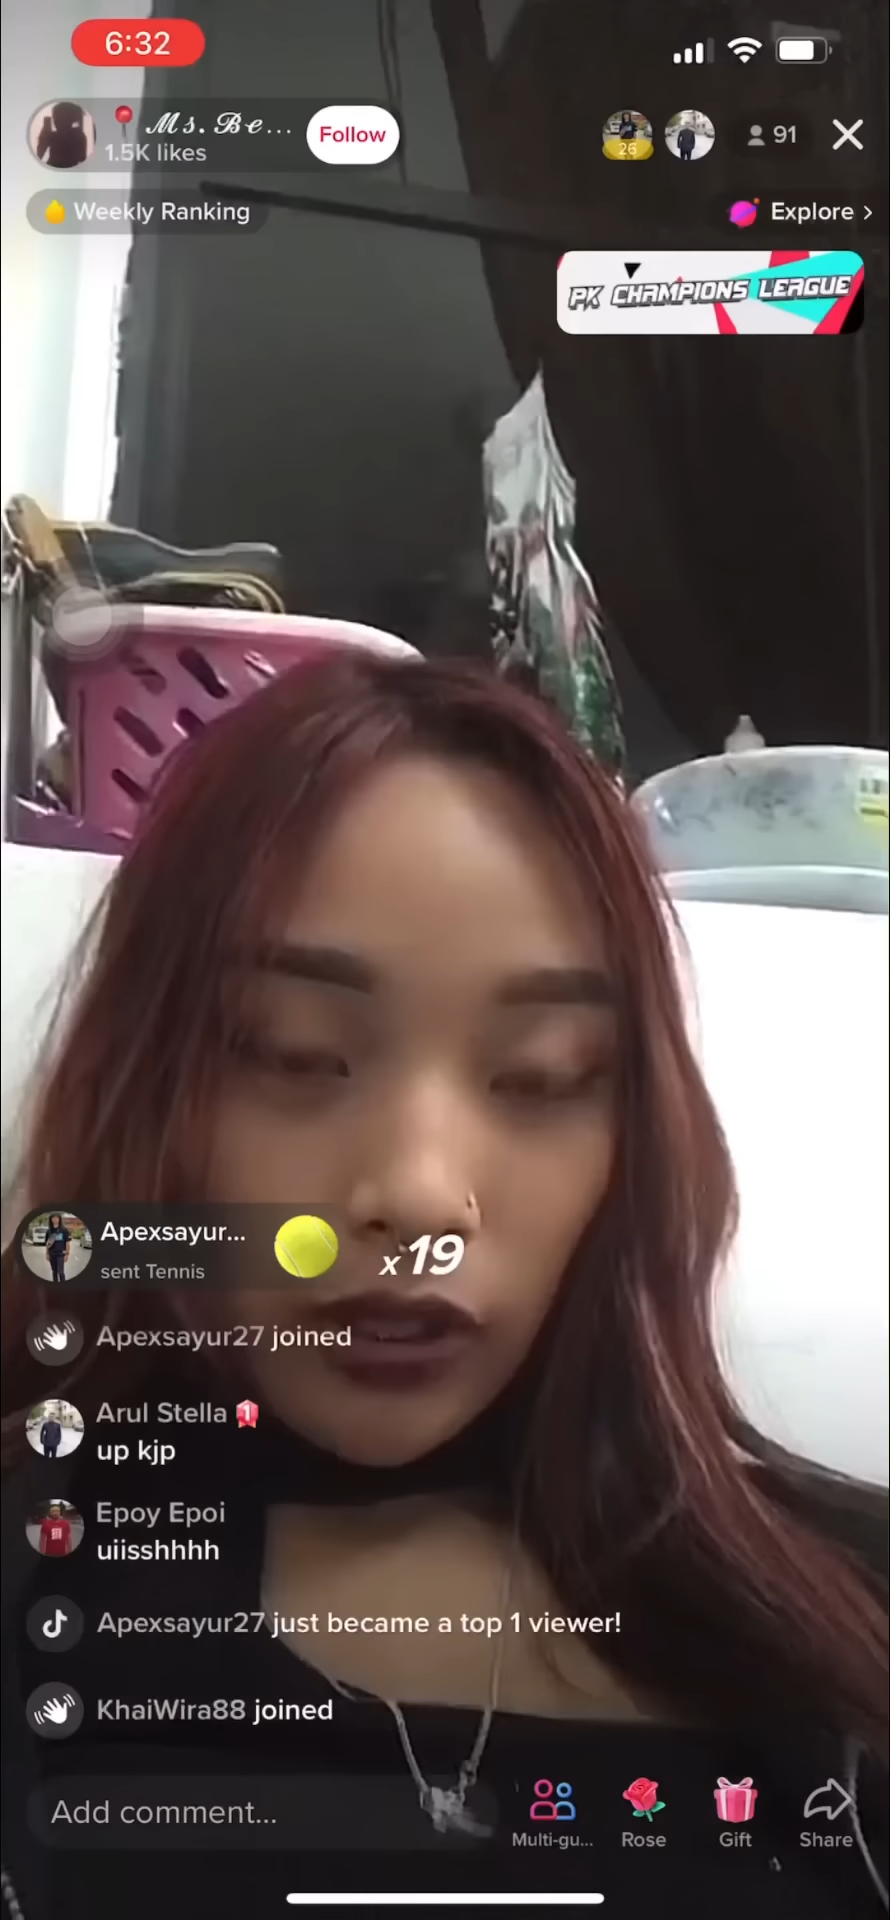 6:32
📍 Ms. Be...
1.5K likes
Follow
26
91
Weekly Ranking
Explore >
PK CHAMPIONS LEAGUE
Apexsayur...
sent Tennis
x19
Apexsayur27 joined
Arul Stella 1
up kjp
Epoy Epoi
uiisshhhh
Apexsayur27 just became a top 1 viewer!
KhaiWira88 joined
Add comment...
Multi-gu...
Rose
Gift
Share